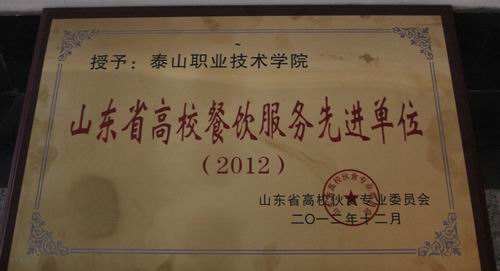 授予：泰山职业技术学院
山东省高校餐饮服务先进单位
（2012）
山东省高校伙食专业委员会
二〇一二年十二月